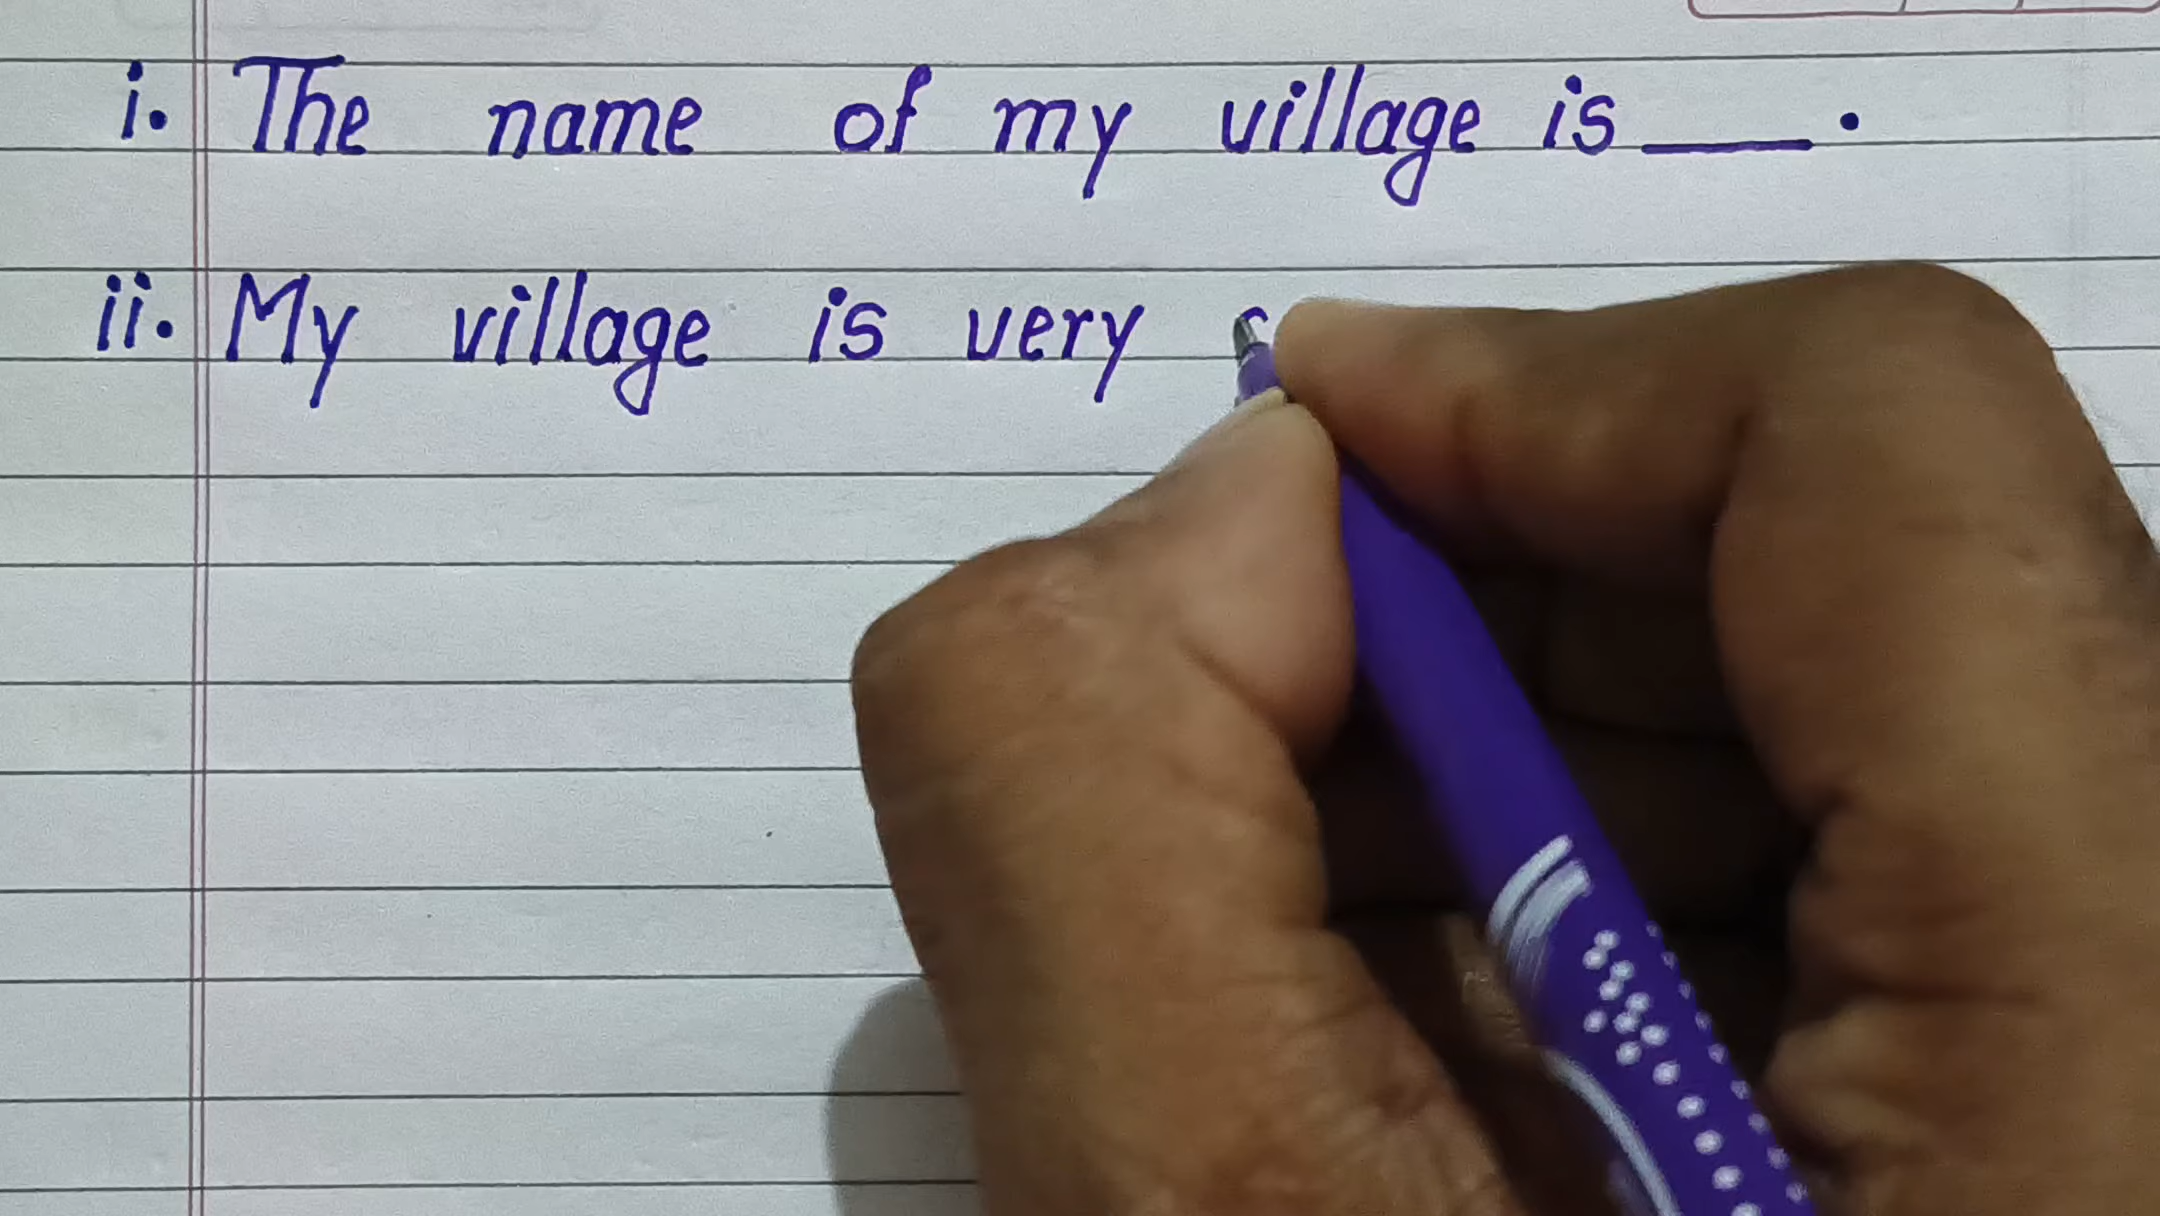 i. The name of my village is ____.
ii. My village is very